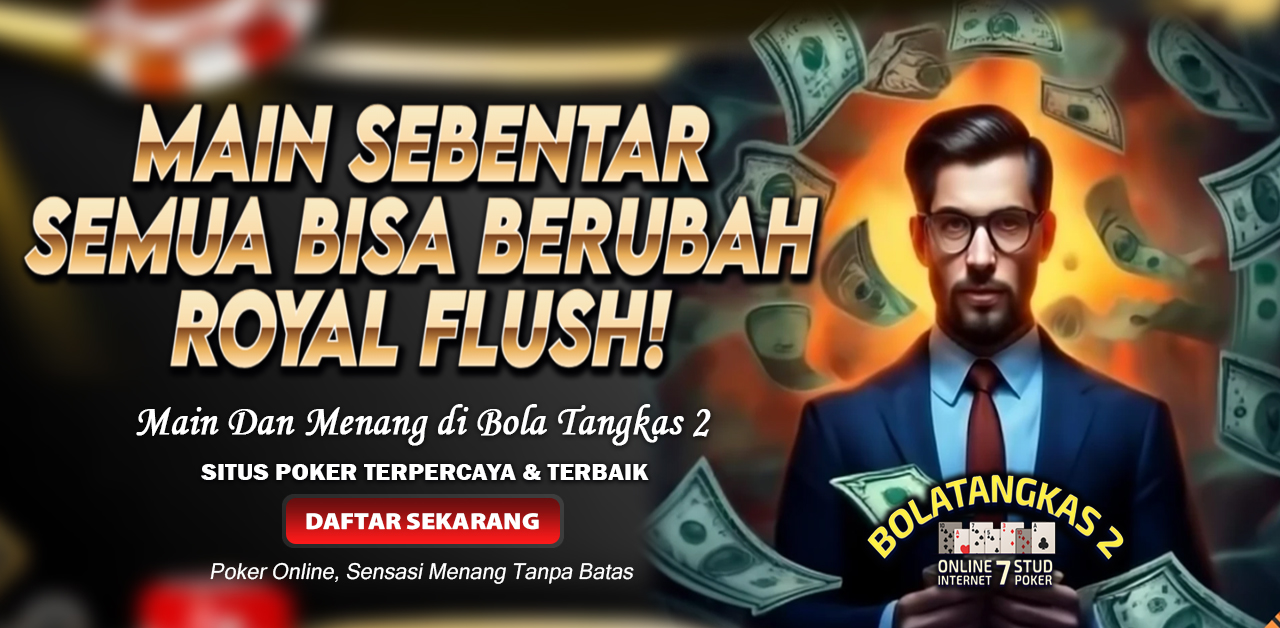 MAIN SEBENTAR
SEMUA BISA BERUBAH
ROYAL FLUSH!
Main Dan Menang di Bola Tangkas 2
SITUS POKER TERPERCAYA & TERBAIK
DAFTAR SEKARANG
Poker Online, Sensasi Menang Tanpa Batas
BOLATANGKAS 2
ONLINE 7 STUD
INTERNET POKER